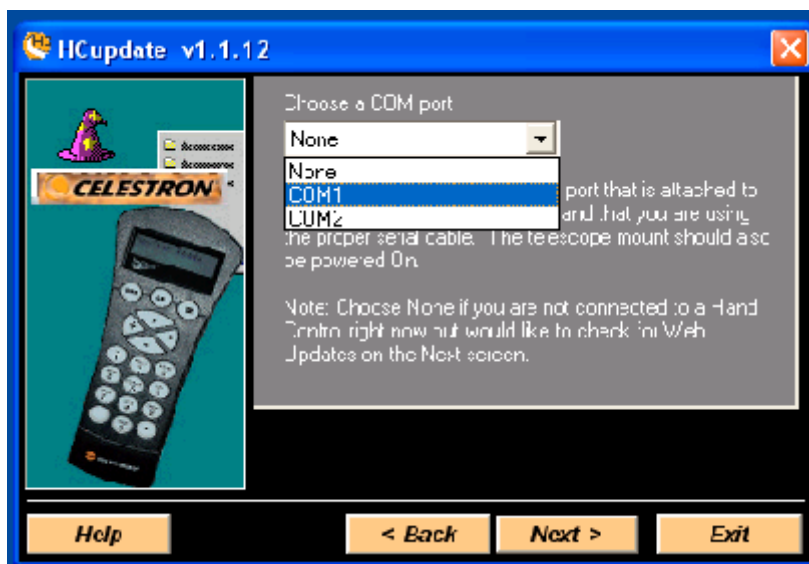 HCupdate v1.1.12
Choose a COM port
None
None
COM1
COM2
port that is attached to
and that you are using
the proper serial cable. The telescope mount should also
be powered On.
Note: Choose None if you are not connected to a Hand
Control right now but would like to check for Web
Updates on the Next screen.
CELESTRON
Help
< Back
Next >
Exit